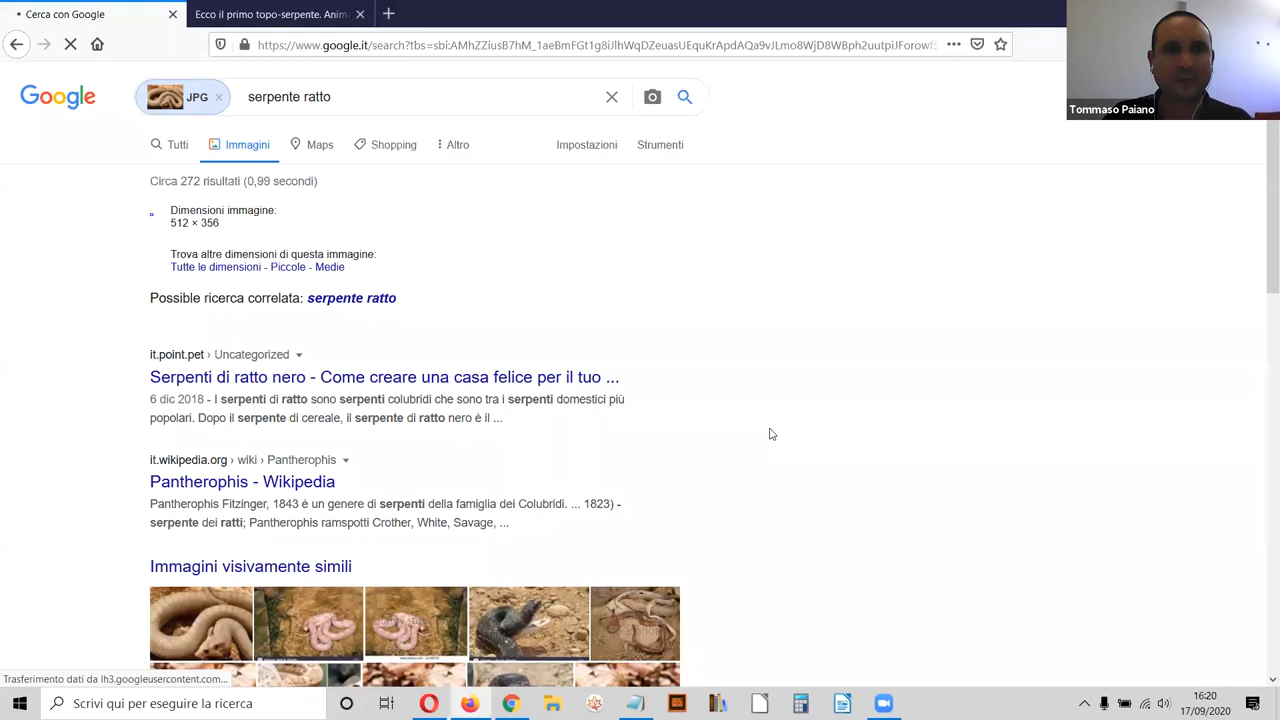 Cerca con Google
Ecco il primo topo-serpente. Anim
https://www.google.it/search?tbs=sbi:
Google
JPG
serpente ratto
Tutti
Immagini
Maps
Shopping
Altro
Impostazioni
Strumenti
Circa 272 risultati (0,99 secondi)
Dimensioni immagine:
512 × 356
Trova altre dimensioni di questa immagine:
Tutte le dimensioni - Piccole - Medie
Possibile ricerca correlata: serpente ratto
it.point.pet › Uncategorized
Serpenti di ratto nero - Come creare una casa felice per il tuo ...
6 dic 2018 - I serpenti di ratto sono serpenti colubridi che sono tra i serpenti domestici più
popolari. Dopo il serpente di cereale, il serpente di ratto nero è il ...
it.wikipedia.org › wiki › Pantherophis
Pantherophis - Wikipedia
Pantherophis Fitzinger, 1843 è un genere di serpenti della famiglia dei Colubridi. ... 1823) -
serpente dei ratti; Pantherophis ramspotti Crother, White, Savage, ...
Immagini visivamente simili
Trasferimento dati da lh3.googleusercontent.com...
Scrivi qui per eseguire la ricerca
Tommaso Paiano
16:20
17/09/2020